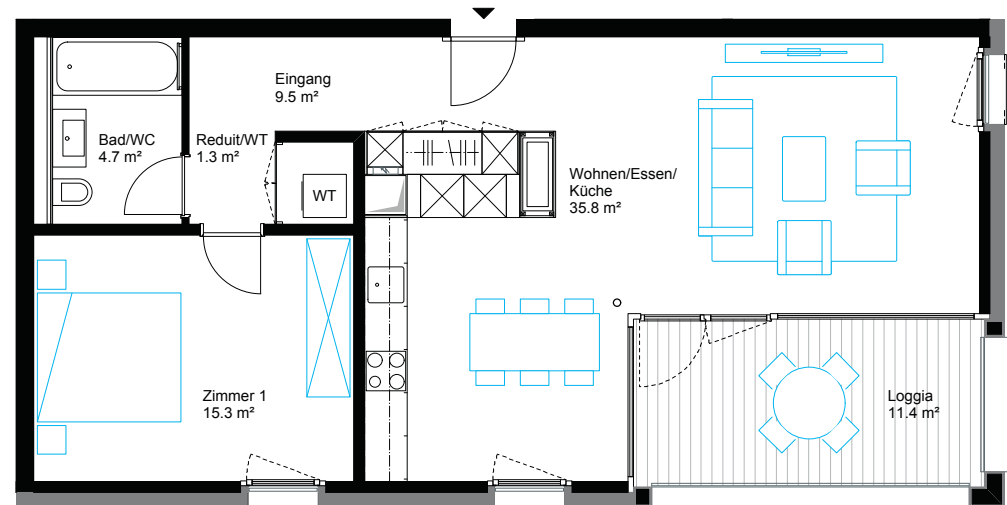 Eingang
9.5 m²
Bad/WC
4.7 m²
Reduit/WT
1.3 m²
WT
Wohnen/Essen/
Küche
35.8 m²
Zimmer 1
15.3 m²
Loggia
11.4 m²